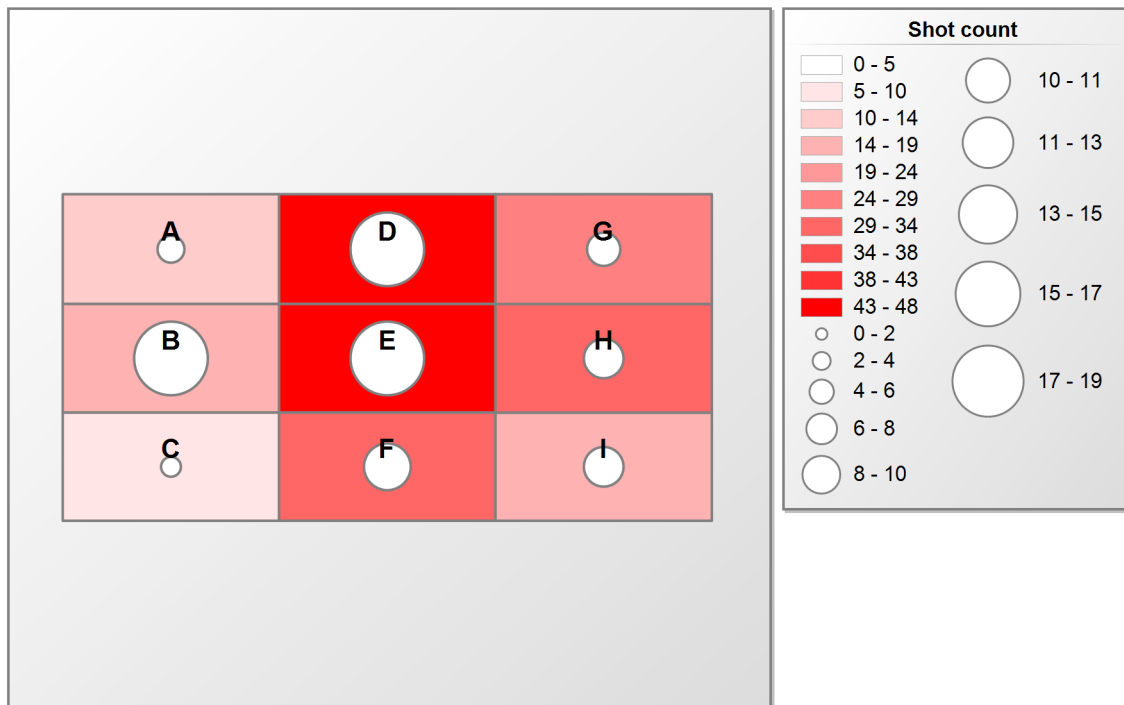 A
D
G
B
E
H
C
F
I
Shot count
0 - 5
5 - 10
10 - 14
14 - 19
19 - 24
24 - 29
29 - 34
34 - 38
38 - 43
43 - 48
0 - 2
2 - 4
4 - 6
6 - 8
8 - 10
10 - 11
11 - 13
13 - 15
15 - 17
17 - 19